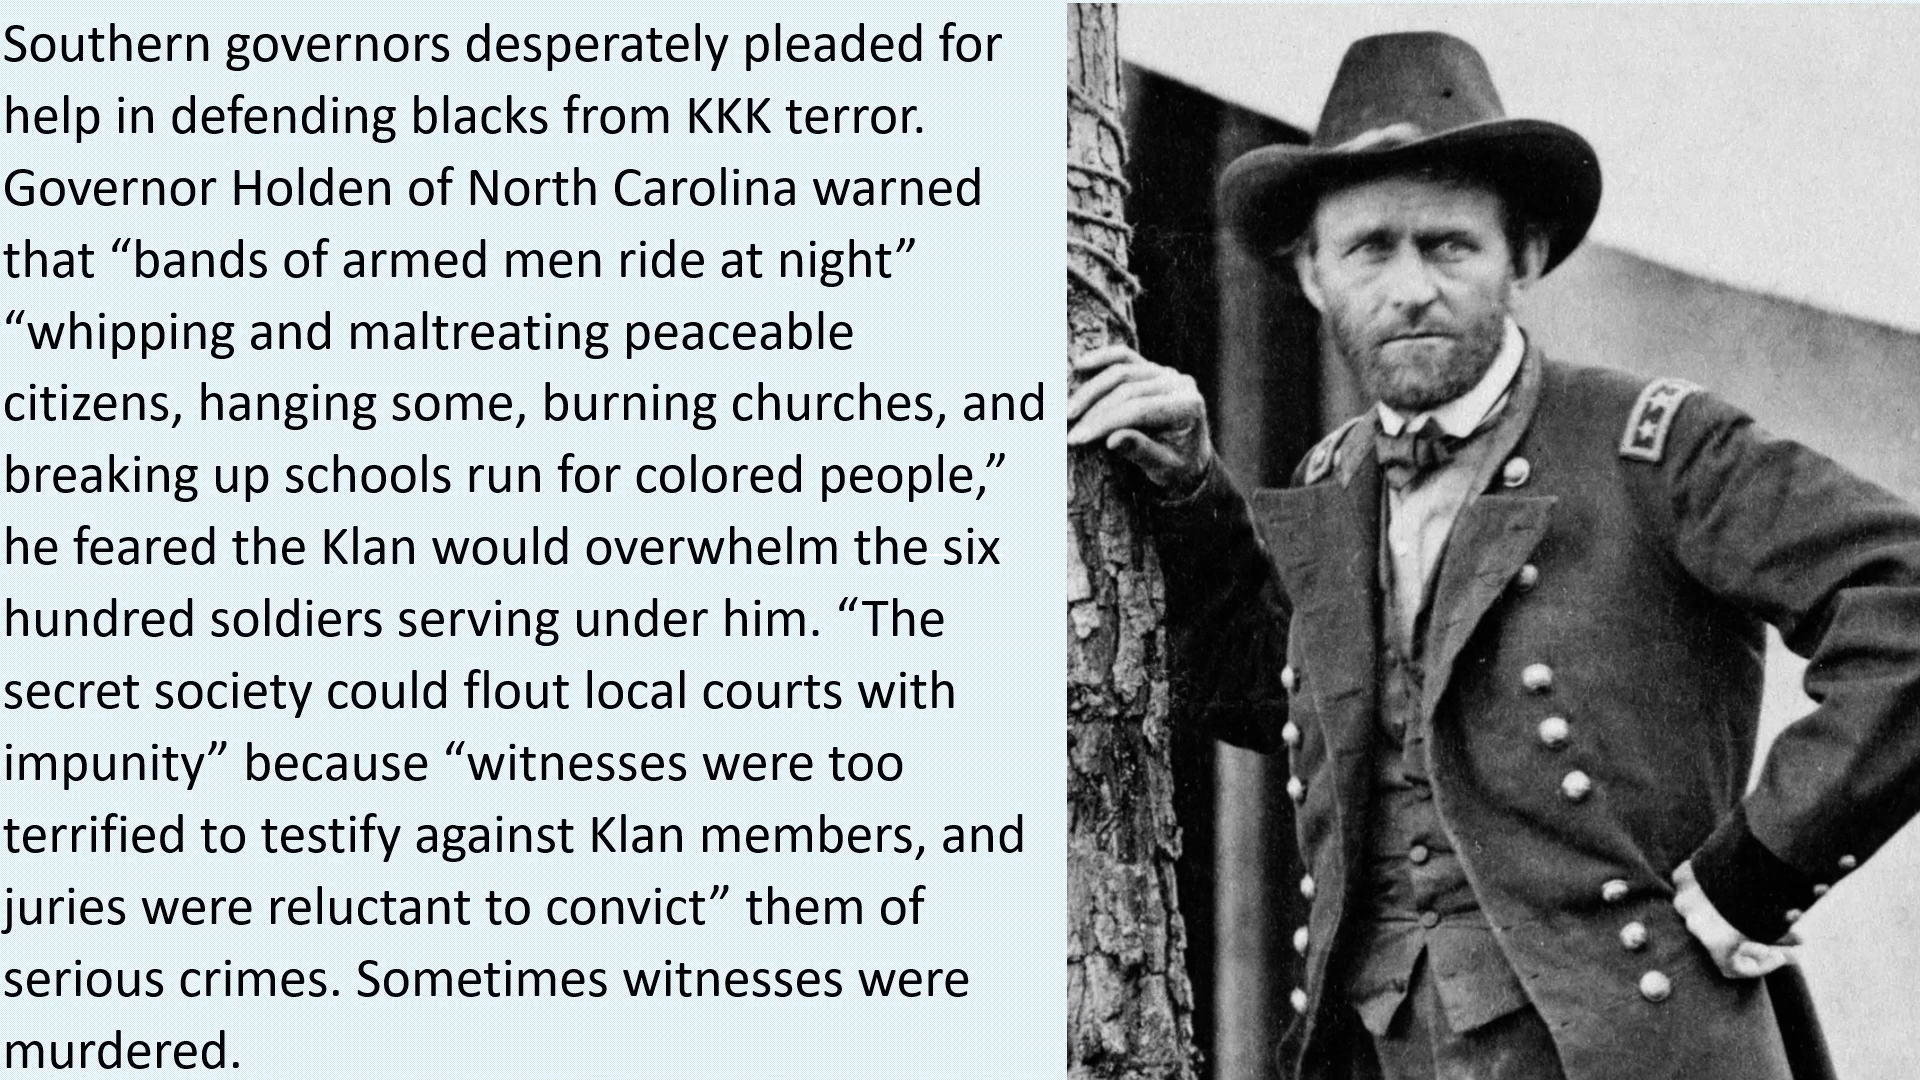 Southern governors desperately pleaded for
help in defending blacks from KKK terror.
Governor Holden of North Carolina warned
that “bands of armed men ride at night”
“whipping and maltreating peaceable
citizens, hanging some, burning churches, and
breaking up schools run for colored people,”
he feared the Klan would overwhelm the six
hundred soldiers serving under him. “The
secret society could flout local courts with
impunity” because “witnesses were too
terrified to testify against Klan members, and
juries were reluctant to convict” them of
serious crimes. Sometimes witnesses were
murdered.